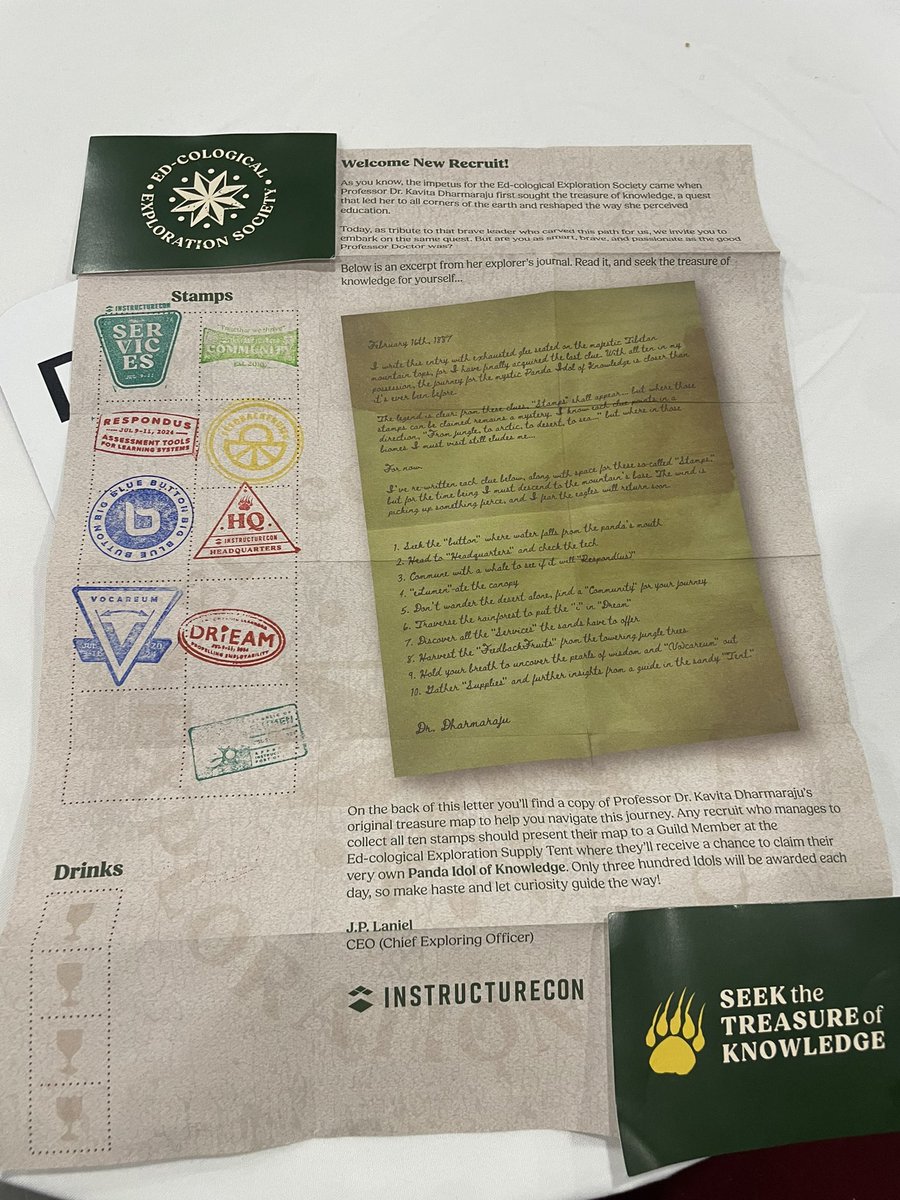 ED-COLOGICAL
EXPLORATION SOCIETY
Welcome New Recruit!
As you know, the impetus for the Ed-cological Exploration Society came when
Professor Dr. Kavita Dharmaraju first sought the treasure of knowledge, a quest
that led her to all corners of the earth and reshaped the way she perceived
education.
Today, as tribute to that brave leader who carved this path for us, we invite you to
embark on the same quest. But are you as smart, brave, and passionate as the good
Professor Doctor was?
Below is an excerpt from her explorer's journal. Read it, and seek the treasure of
knowledge for yourself...
Stamps
INSTRUCTURECON
SER
VIC
ES
JUL 9-11
COMMUNITY
RESPONDUS
JUL 9-11, 2024
ASSESSMENT TOOLS
FOR LEARNING SYSTEMS
BIG BLUE BUTTON BIG BLUE BUTTON
b
HQ
INSTRUCTURECON
HEADQUARTERS
VOCAREUM
V
DREAM
JUL 9-11, 2024
PROPELLING EMPLOYABILITY
February 16th, 1887
I write this entry with exhausted glee seated on the majestic Tibetan
mountain tops, for I have finally acquired the last clue. With all ten in my
possession, the journey for the mystic Panda Idol of Knowledge is closer than
it's ever been before.
The legend is clear: from these clues, "Stamps" shall appear... but where those
stamps can be claimed remains a mystery. I know each clue points in a
direction, "From jungle, to arctic, to desert, to sea..." but where in those
biomes I must visit still eludes me...
For now.
I've re-written each clue below, along with space for these so-called "Stamps,"
but for the time being I must descend to the mountain's base. The wind is
picking up something fierce, and I fear the eagles will return soon.
1. Seek the "button" where water falls from the panda's mouth
2. Head to "Headquarters" and check the tech
3. Commune with a whale to see if it will "Respond(us)"
4. "eLumen"-ate the canopy
5. Don't wander the desert alone, find a "Community" for your journey
6. Traverse the rainforest to put the "i," in "Dream"
7. Discover all the "Services" the sands have to offer
8. Harvest the "FeedbackFruits" from the towering jungle trees
9. Hold your breath to uncover the pearls of wisdom and "Vocareum" out
10. Gather "Supplies" and further insights from a guide in the sandy "Tent"
Dr. Dharmaraju
On the back of this letter you'll find a copy of Professor Dr. Kavita Dharmaraju's
original treasure map to help you navigate this journey. Any recruit who manages to
collect all ten stamps should present their map to a Guild Member at the
Ed-cological Exploration Supply Tent where they'll receive a chance to claim their
very own Panda Idol of Knowledge. Only three hundred Idols will be awarded each
day, so make haste and let curiosity guide the way!
Drinks
J.P. Laniel
CEO (Chief Exploring Officer)
INSTRUCTURECON
SEEK the
TREASURE of
KNOWLEDGE